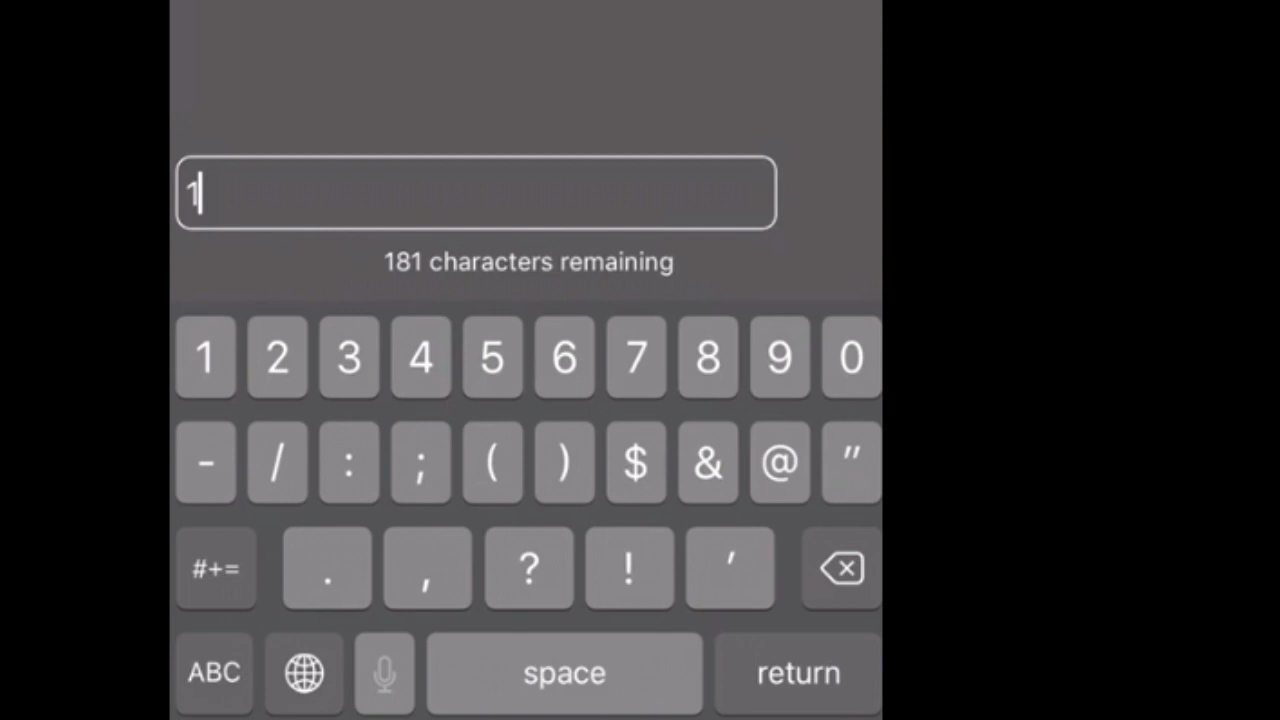 1
181 characters remaining
1 2 3 4 5 6 7 8 9 0
- / : ; ( ) $ & @ "
#+= . , ? ! '
ABC space return